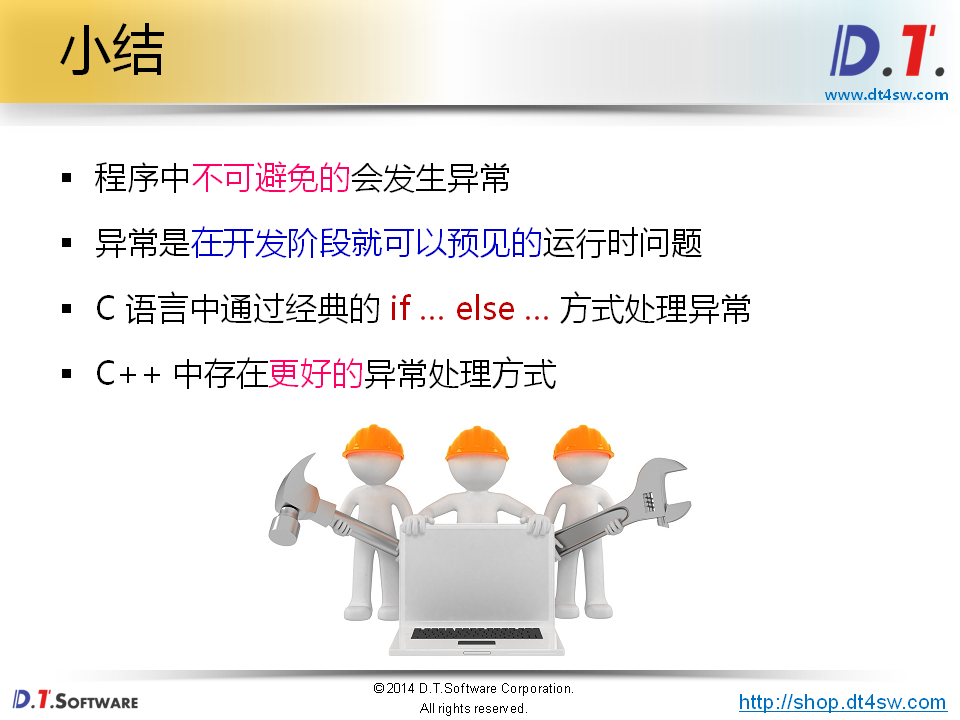 小结
D.T.
www.dt4sw.com
▪ 程序中不可避免的会发生异常
▪ 异常是在开发阶段就可以预见的运行时问题
▪ C 语言中通过经典的 if ... else ... 方式处理异常
▪ C++ 中存在更好的异常处理方式
D.T.SOFTWARE
©2014 D.T.Software Corporation.
All rights reserved.
http://shop.dt4sw.com